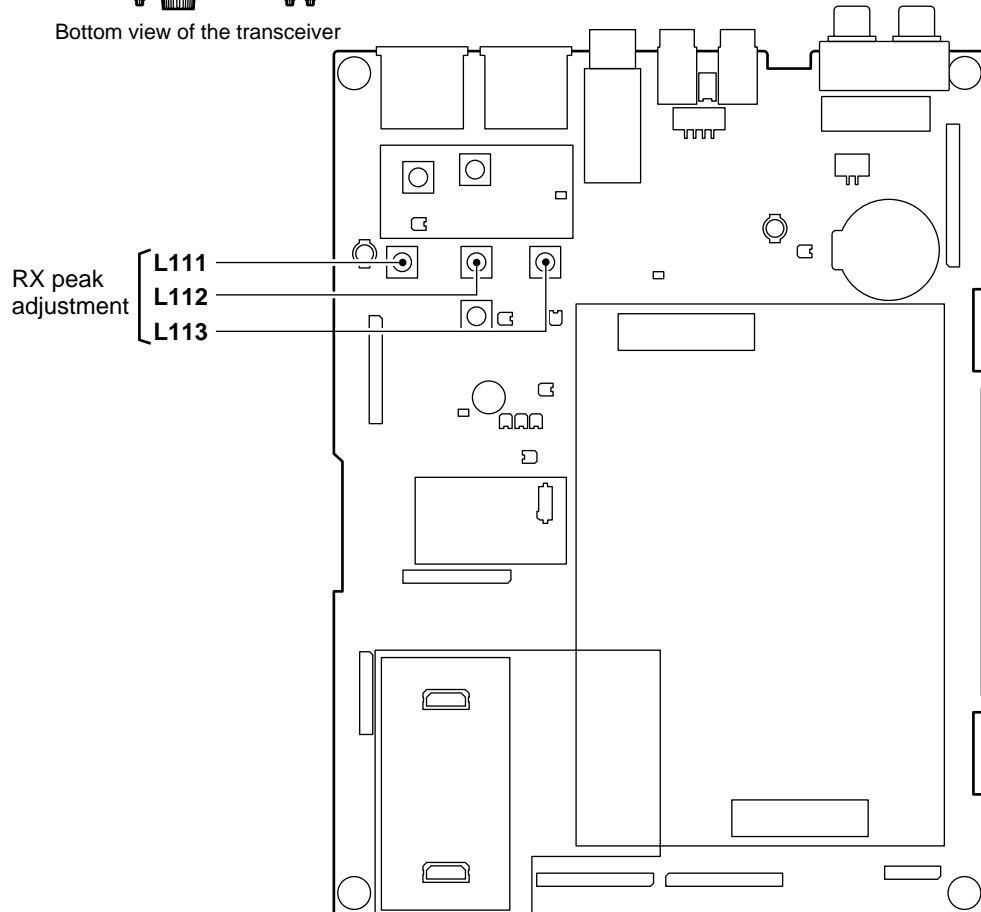 Bottom view of the transceiver
RX peak
adjustment
L111
L112
L113